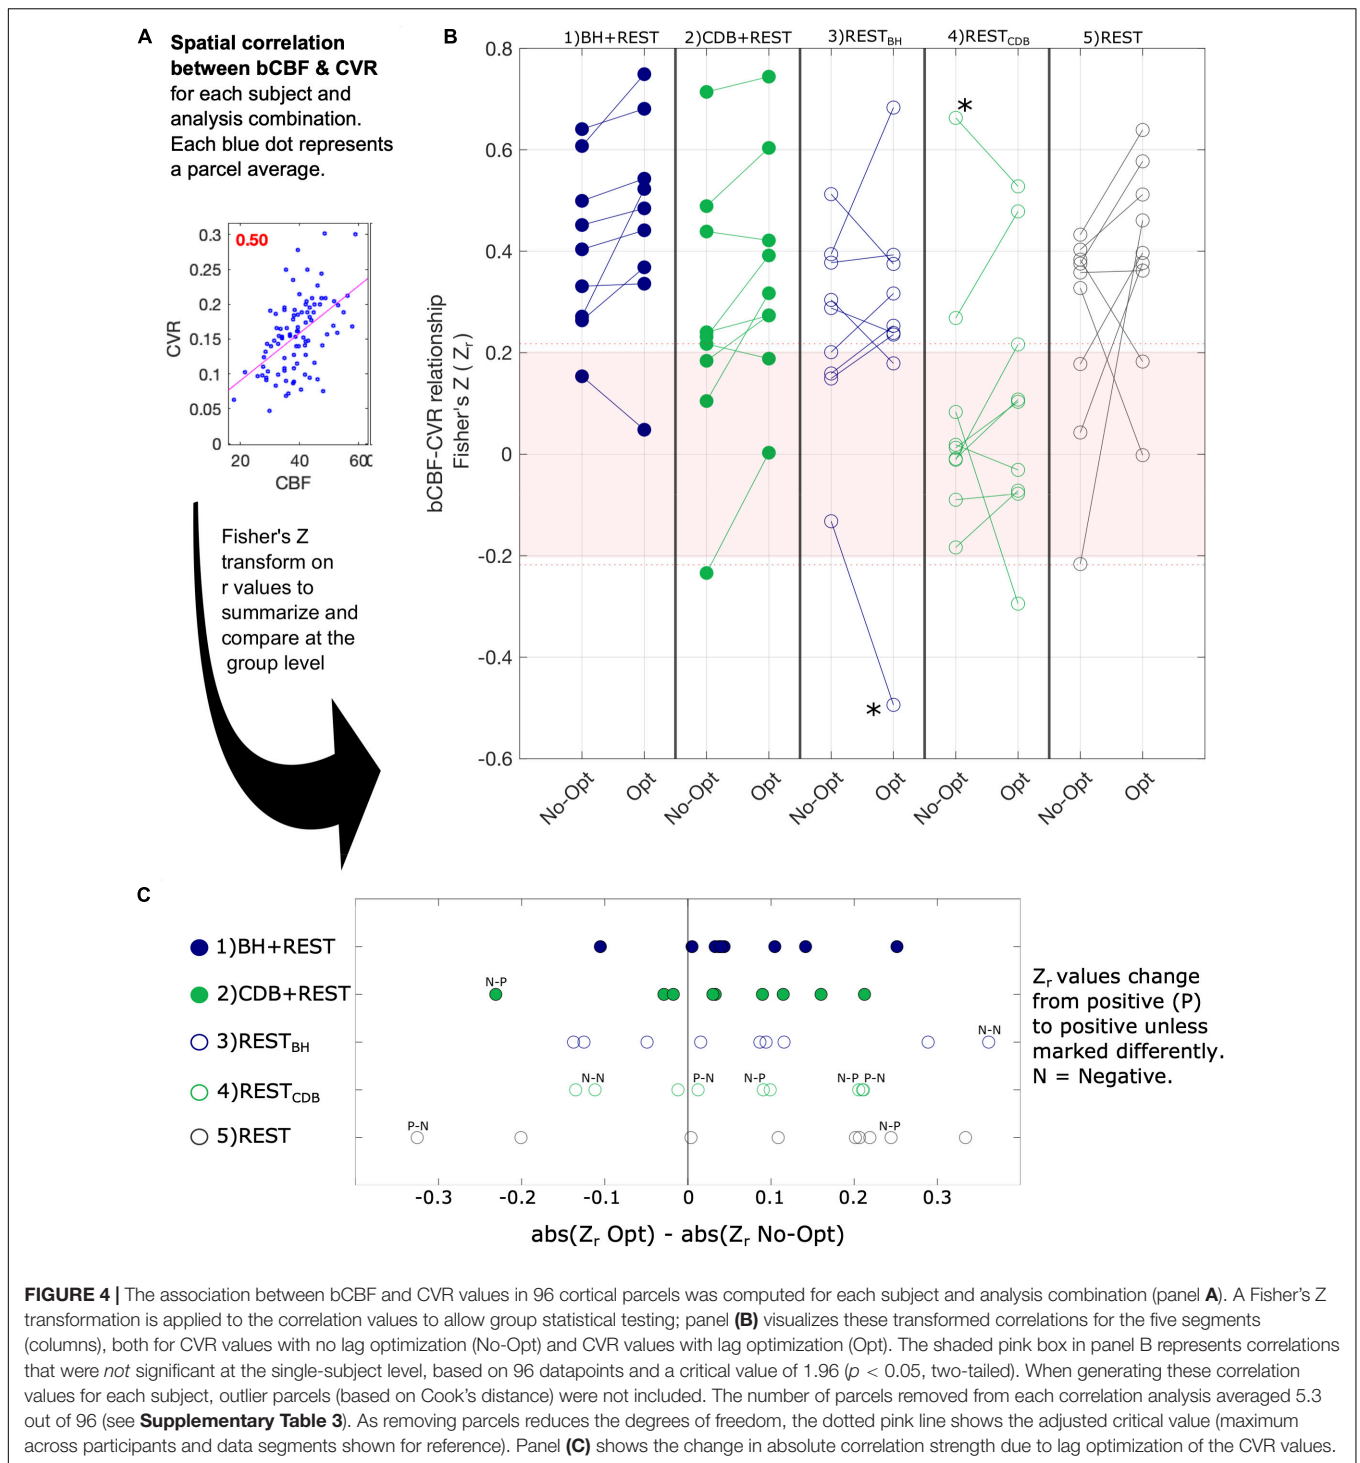 A
Spatial correlation
between bCBF & CVR
for each subject and
analysis combination.
Each blue dot represents
a parcel average.
0.50
0.3
0.25
0.2
0.15
0.1
0.05
0
CVR
20 40 60
CBF
Fisher's Z
transform on
r values to
summarize and
compare at the
group level
B
1)BH+REST 2)CDB+REST 3)REST_BH 4)REST_CDB 5)REST
0.8
0.6
0.4
0.2
0
-0.2
-0.4
-0.6
bCBF-CVR relationship
Fisher's Z ( Z_r )
*
*
No-Opt Opt No-Opt Opt No-Opt Opt No-Opt Opt No-Opt Opt
C
1)BH+REST
N-P
2)CDB+REST
N-N
3)REST_BH
N-N P-N N-P N-P P-N
4)REST_CDB
P-N N-P
5)REST
-0.3 -0.2 -0.1 0 0.1 0.2 0.3
abs(Z_r Opt) - abs(Z_r No-Opt)
Z_r values change
from positive (P)
to positive unless
marked differently.
N = Negative.
FIGURE 4 | The association between bCBF and CVR values in 96 cortical parcels was computed for each subject and analysis combination (panel A). A Fisher's Z
transformation is applied to the correlation values to allow group statistical testing; panel (B) visualizes these transformed correlations for the five segments
(columns), both for CVR values with no lag optimization (No-Opt) and CVR values with lag optimization (Opt). The shaded pink box in panel B represents correlations
that were not significant at the single-subject level, based on 96 datapoints and a critical value of 1.96 (p < 0.05, two-tailed). When generating these correlation
values for each subject, outlier parcels (based on Cook's distance) were not included. The number of parcels removed from each correlation analysis averaged 5.3
out of 96 (see Supplementary Table 3). As removing parcels reduces the degrees of freedom, the dotted pink line shows the adjusted critical value (maximum
across participants and data segments shown for reference). Panel (C) shows the change in absolute correlation strength due to lag optimization of the CVR values.